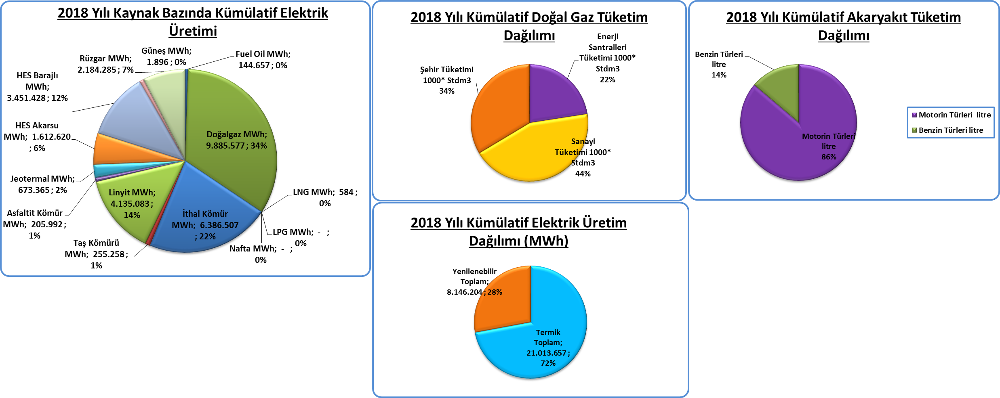 2018 Yılı Kaynak Bazında Kümülatif Elektrik
Üretimi
Güneş MWh;
1.896 ; 0%
Fuel Oil MWh;
144.657 ; 0%
Rüzgar MWh;
2.184.285 ; 7%
HES Barajlı
MWh;
3.451.428 ; 12%
HES Akarsu
MWh; 1.612.620
; 6%
Doğalgaz MWh;
9.885.577 ; 34%
Jeotermal MWh;
673.365 ; 2%
Linyit MWh;
4.135.083 ;
14%
LNG MWh; 584 ;
0%
Asfaltit Kömür
MWh; 205.992 ;
1%
İthal Kömür
MWh; 6.386.507
; 22%
LPG MWh; - ;
0%
Taş Kömürü
MWh; 255.258 ;
1%
Nafta MWh; - ;
0%
2018 Yılı Kümülatif Doğal Gaz Tüketim
Dağılımı
Enerji
Santralleri
Tüketimi 1000*
Stdm3
22%
Şehir Tüketimi
1000* Stdm3
34%
Sanayi
Tüketimi 1000*
Stdm3
44%
2018 Yılı Kümülatif Akaryakıt Tüketim
Dağılımı
Benzin Türleri
litre
14%
Motorin Türleri
litre
86%
Motorin Türleri litre
Benzin Türleri litre
2018 Yılı Kümülatif Elektrik Üretim
Dağılımı (MWh)
Yenilenebilir
Toplam;
8.146.204 ; 28%
Termik
Toplam;
21.013.657 ;
72%